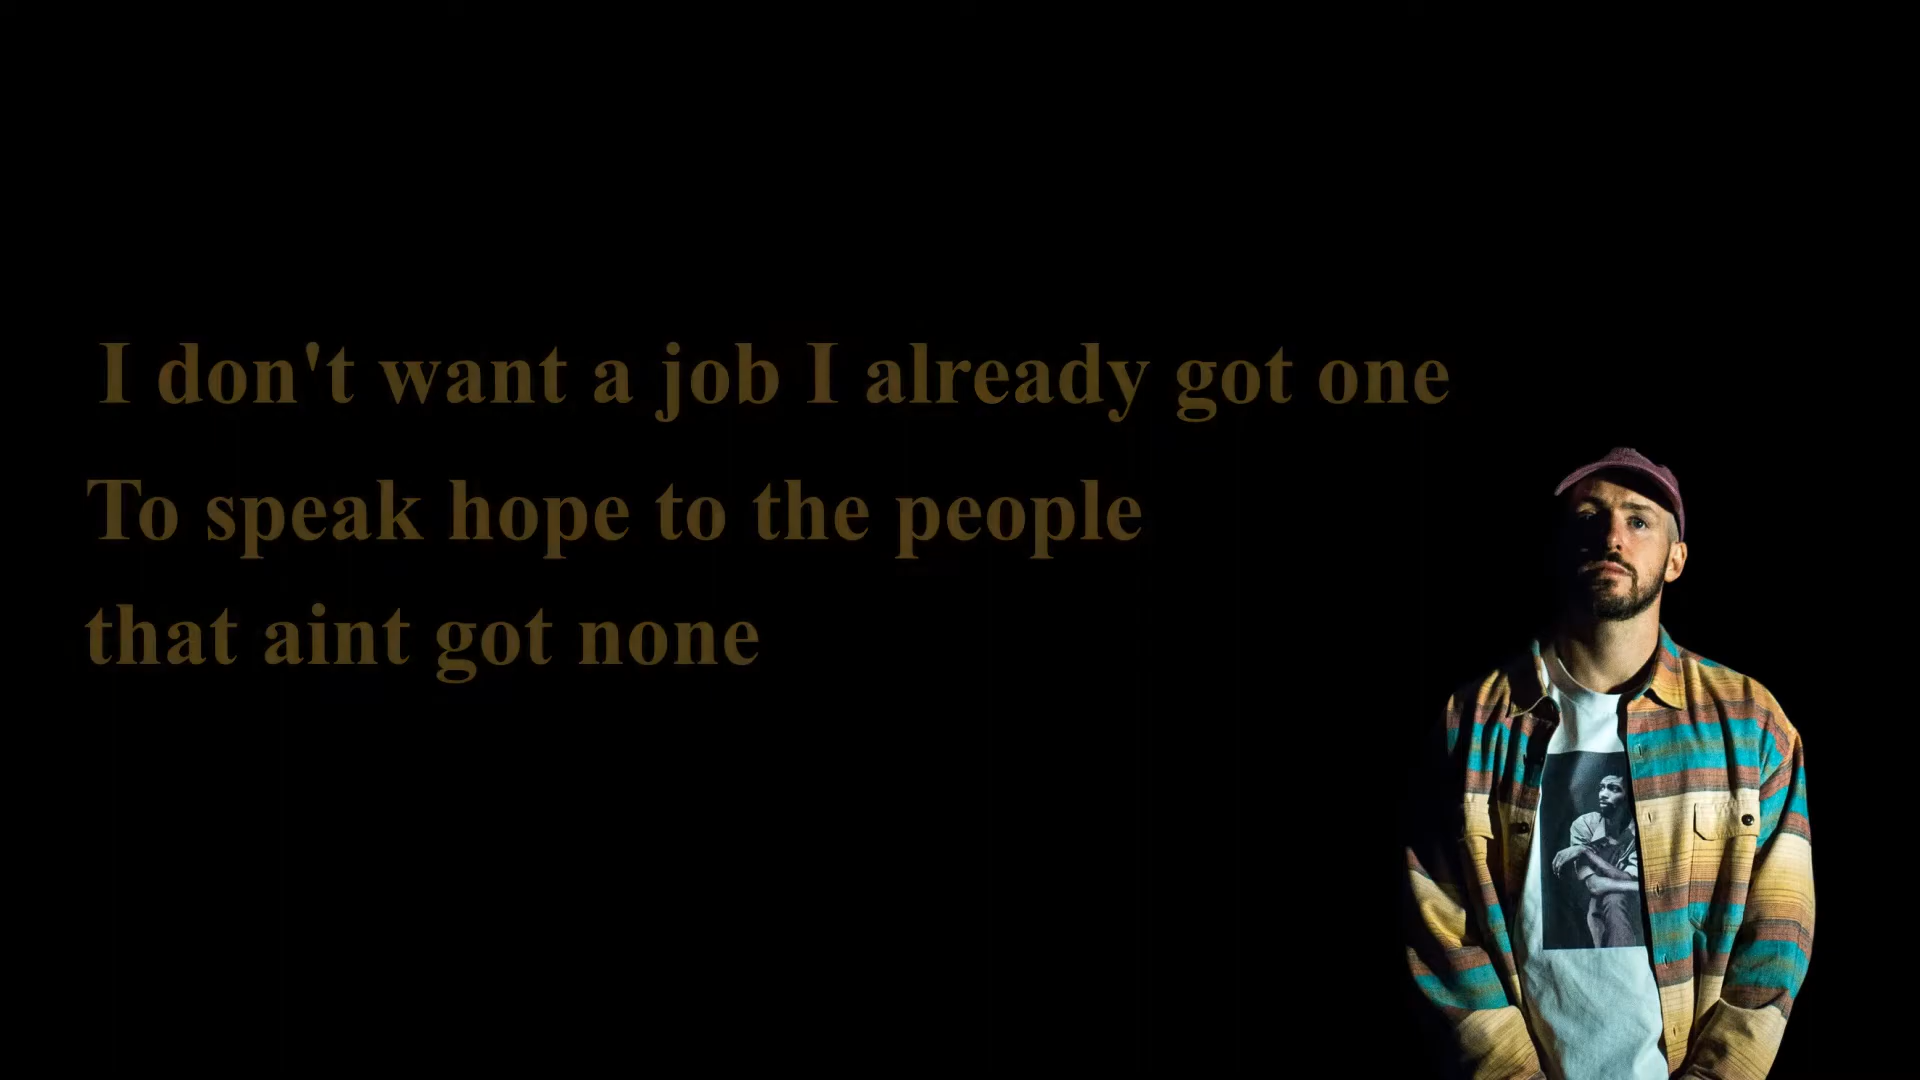 I don't want a job I already got one
To speak hope to the people
that aint got none